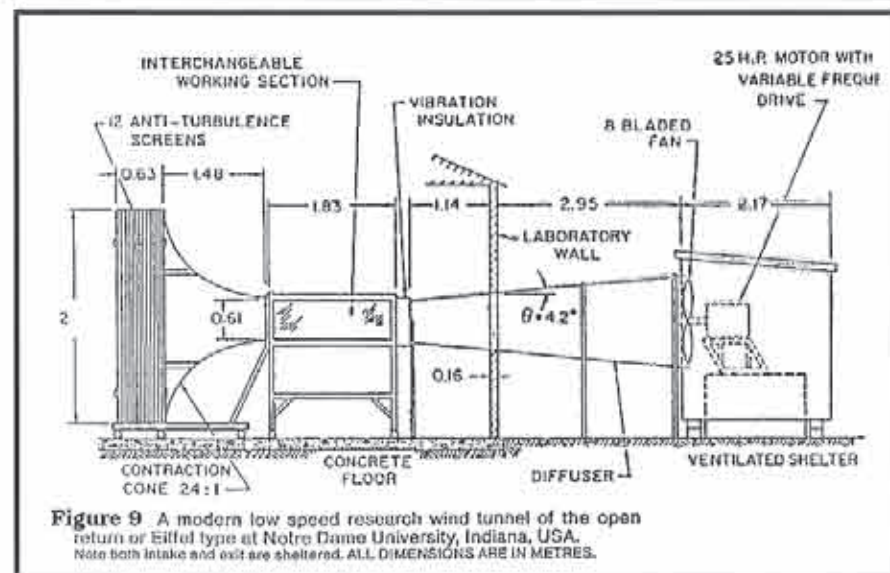 INTERCHANGEABLE
WORKING SECTION
12 ANTI-TURBULENCE
SCREENS
VIBRATION
INSULATION
25 H.P. MOTOR WITH
VARIABLE FREQUE
DRIVE
8 BLADED
FAN
0.63
1.48
1.83
1.14
2.95
2.17
LABORATORY
WALL
2
0.61
θ = 4.2°
0.16
CONTRACTION
CONE 24:1
CONCRETE
FLOOR
DIFFUSER
VENTILATED SHELTER
Figure 9 A modern low speed research wind tunnel of the open
return or Eiffel type at Notre Dame University, Indiana, USA.
Note both intake and exit are sheltered. ALL DIMENSIONS ARE IN METRES.